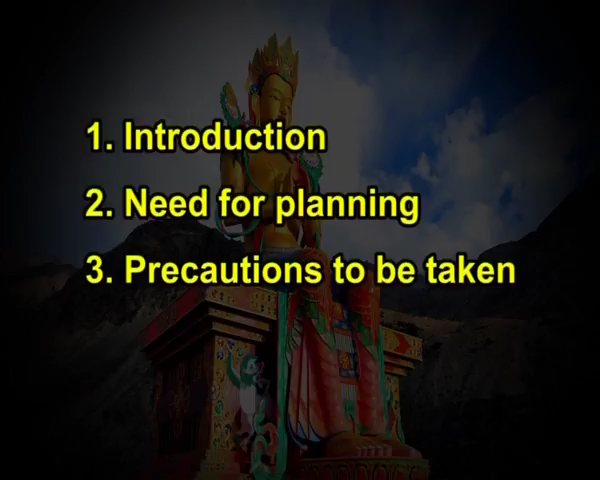 1. Introduction
2. Need for planning
3. Precautions to be taken